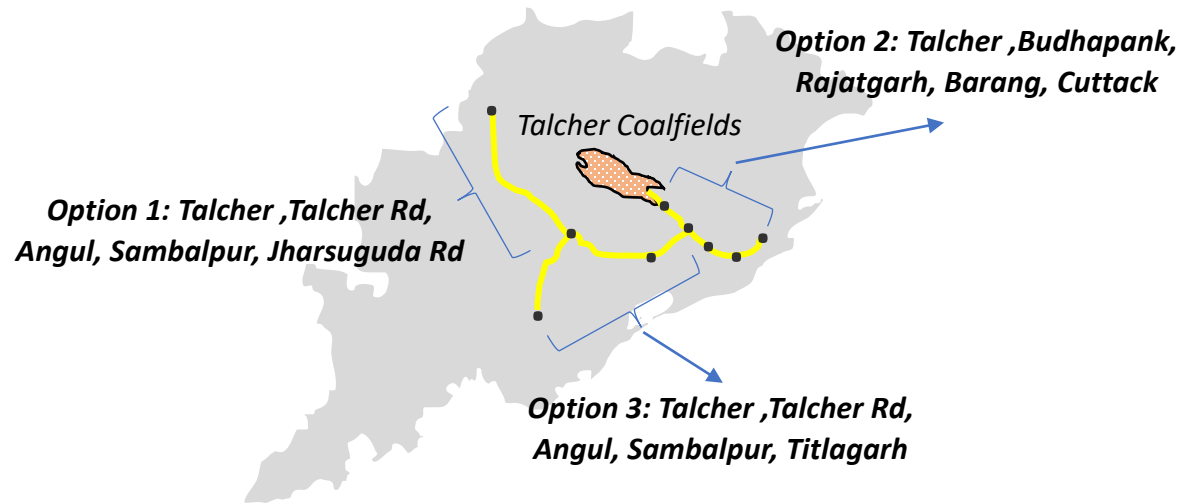 Option 2: Talcher ,Budhapank,
Rajatgarh, Barang, Cuttack
Talcher Coalfields
Option 1: Talcher ,Talcher Rd,
Angul, Sambalpur, Jharsuguda Rd
Option 3: Talcher ,Talcher Rd,
Angul, Sambalpur, Titlagarh